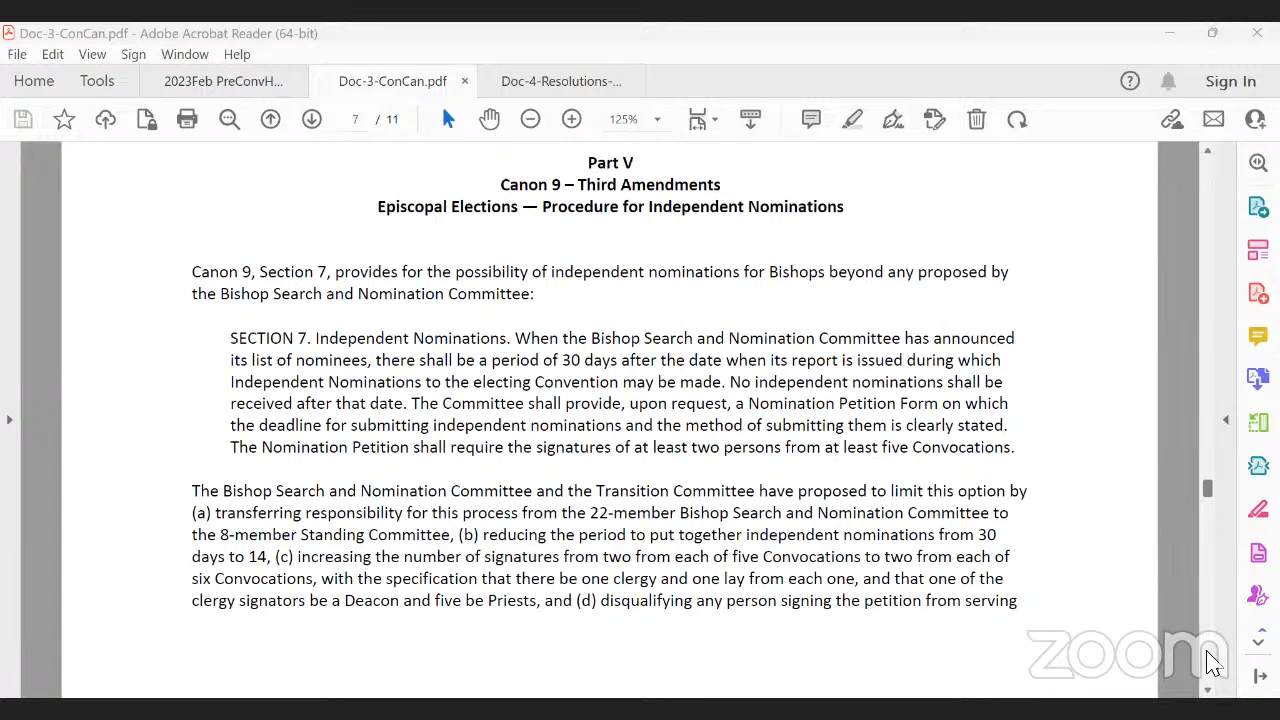 Doc-3-ConCan.pdf - Adobe Acrobat Reader (64-bit)
File Edit View Sign Window Help
Home Tools 2023Feb PreConvH... Doc-3-ConCan.pdf × Doc-4-Resolutions-... Sign In
7 / 11 125%
Part V
Canon 9 – Third Amendments
Episcopal Elections — Procedure for Independent Nominations
Canon 9, Section 7, provides for the possibility of independent nominations for Bishops beyond any proposed by
the Bishop Search and Nomination Committee:
SECTION 7. Independent Nominations. When the Bishop Search and Nomination Committee has announced
its list of nominees, there shall be a period of 30 days after the date when its report is issued during which
Independent Nominations to the electing Convention may be made. No independent nominations shall be
received after that date. The Committee shall provide, upon request, a Nomination Petition Form on which
the deadline for submitting independent nominations and the method of submitting them is clearly stated.
The Nomination Petition shall require the signatures of at least two persons from at least five Convocations.
The Bishop Search and Nomination Committee and the Transition Committee have proposed to limit this option by
(a) transferring responsibility for this process from the 22-member Bishop Search and Nomination Committee to
the 8-member Standing Committee, (b) reducing the period to put together independent nominations from 30
days to 14, (c) increasing the number of signatures from two from each of five Convocations to two from each of
six Convocations, with the specification that there be one clergy and one lay from each one, and that one of the
clergy signators be a Deacon and five be Priests, and (d) disqualifying any person signing the petition from serving
zoom